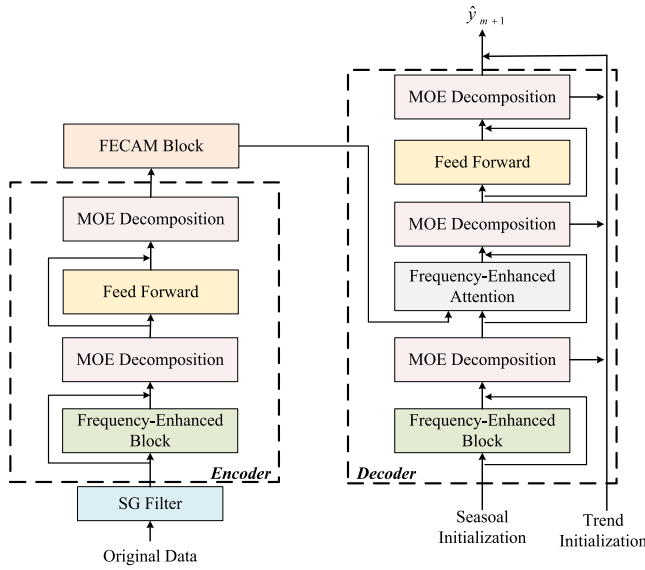 ŷ m+1
MOE Decomposition
Feed Forward
MOE Decomposition
Frequency-Enhanced
Attention
MOE Decomposition
Frequency-Enhanced
Block
Decoder
Seasoal
Initialization
Trend
Initialization
FECAM Block
MOE Decomposition
Feed Forward
MOE Decomposition
Frequency-Enhanced
Block
Encoder
SG Filter
Original Data